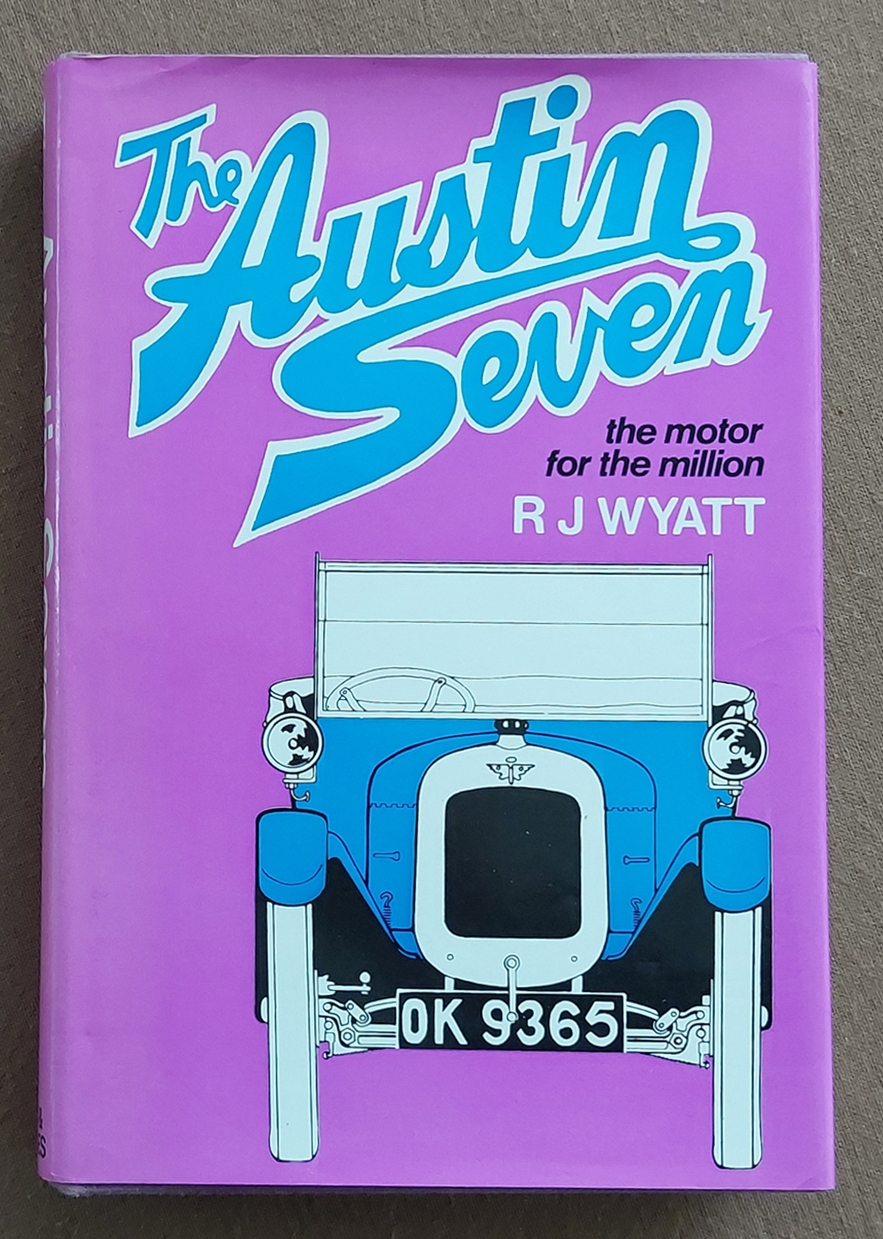 The
Austin
Seven
the motor
for the million
R J WYATT
OK 9365